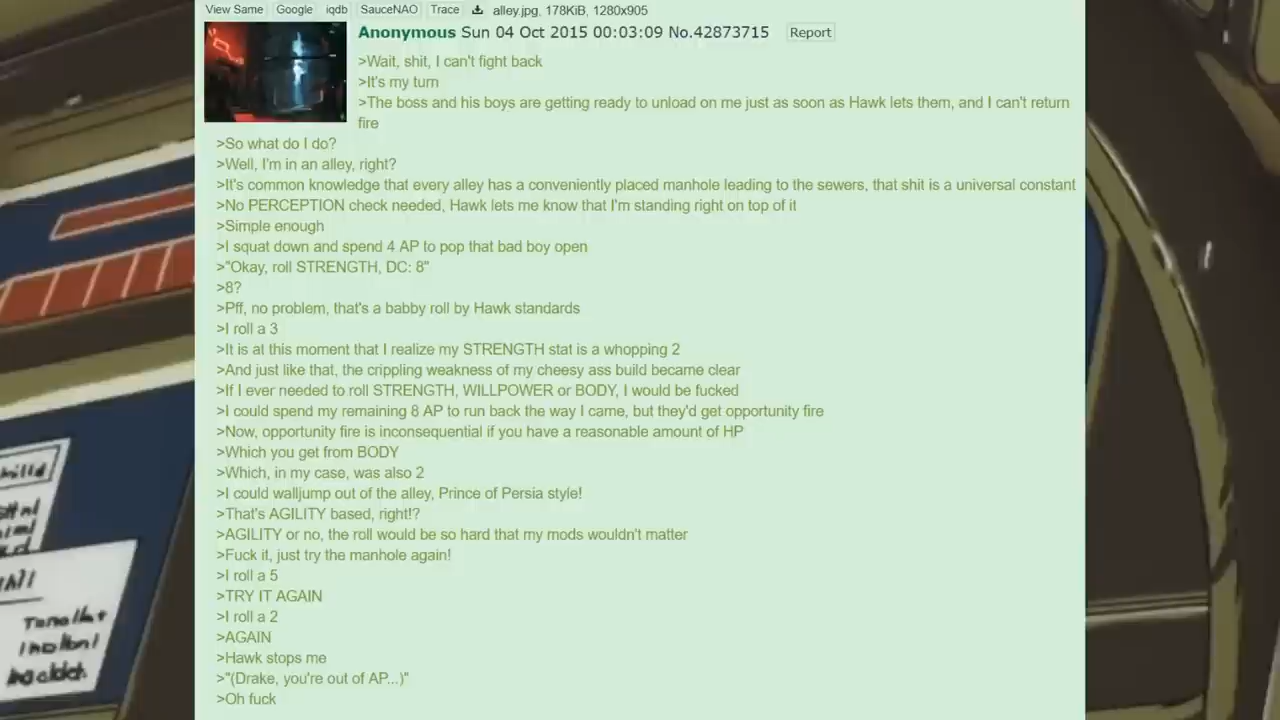 View Same Google iqdb SauceNAO Trace alley.jpg, 178KiB, 1280x905
Anonymous Sun 04 Oct 2015 00:03:09 No.42873715 Report
>Wait, shit, I can't fight back
>It's my turn
>The boss and his boys are getting ready to unload on me just as soon as Hawk lets them, and I can't return
fire
>So what do I do?
>Well, I'm in an alley, right?
>It's common knowledge that every alley has a conveniently placed manhole leading to the sewers, that shit is a universal constant
>No PERCEPTION check needed, Hawk lets me know that I'm standing right on top of it
>Simple enough
>I squat down and spend 4 AP to pop that bad boy open
>"Okay, roll STRENGTH, DC: 8"
>8?
>Pff, no problem, that's a babby roll by Hawk standards
>I roll a 3
>It is at this moment that I realize my STRENGTH stat is a whopping 2
>And just like that, the crippling weakness of my cheesy ass build became clear
>If I ever needed to roll STRENGTH, WILLPOWER or BODY, I would be fucked
>I could spend my remaining 8 AP to run back the way I came, but they'd get opportunity fire
>Now, opportunity fire is inconsequential if you have a reasonable amount of HP
>Which you get from BODY
>Which, in my case, was also 2
>I could walljump out of the alley, Prince of Persia style!
>That's AGILITY based, right!?
>AGILITY or no, the roll would be so hard that my mods wouldn't matter
>Fuck it, just try the manhole again!
>I roll a 5
>TRY IT AGAIN
>I roll a 2
>AGAIN
>Hawk stops me
>"(Drake, you're out of AP...)"
>Oh fuck